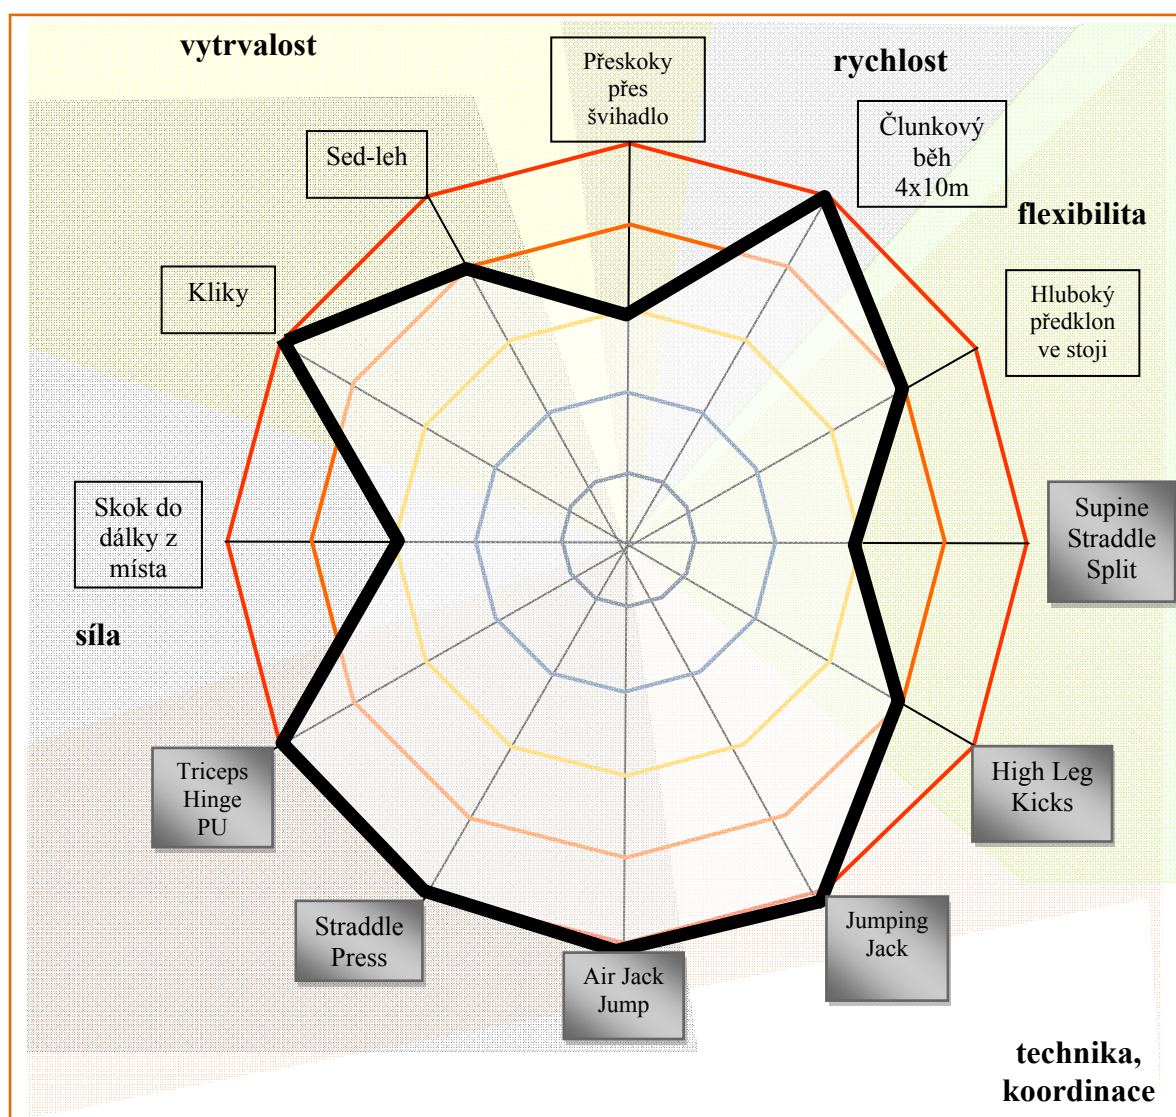 vytrvalost
Přeskoky
přes
švihadlo
rychlost
Sed-leh
Člunkový
běh
4x10m
flexibilita
Kliky
Hluboký
předklon
ve stoji
Skok do
dálky z
místa
Supine
Straddle
Split
síla
Triceps
Hinge
PU
High Leg
Kicks
Straddle
Press
Air Jack
Jump
Jumping
Jack
technika,
koordinace